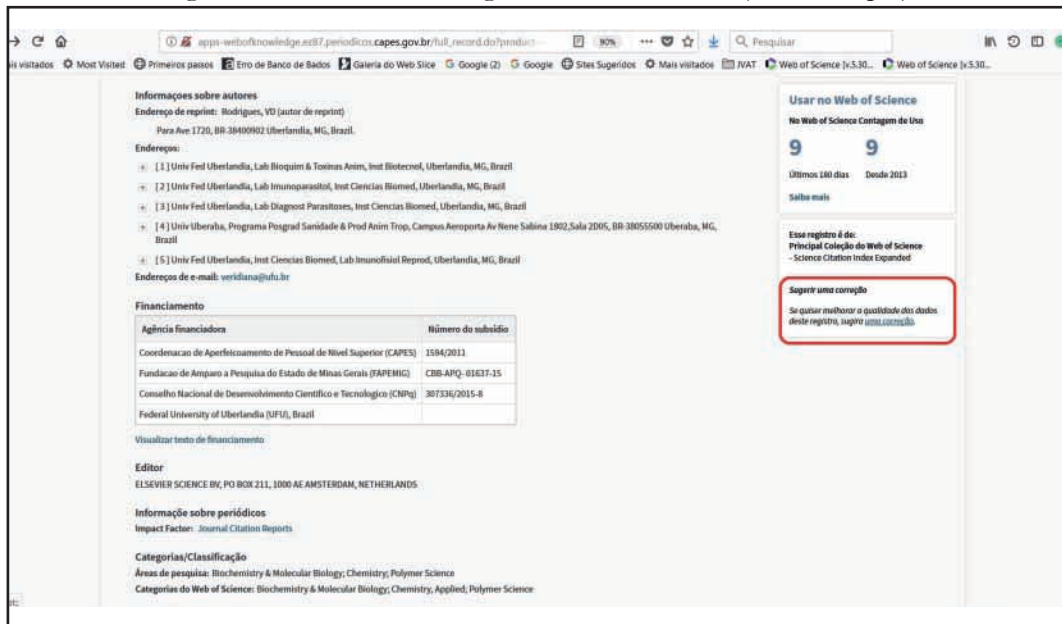 apps-webofknowledge.ez87.periodicos.capes.gov.br/full_record.do?product
90%
Pesquisar
is visitados Most Visited Primeiros passos Erro de Banco de Dados Galeria do Web Slice Google (2) Google Sites Sugeridos Mais visitados JVAT Web of Science [v.5.30... Web of Science [v.5.30...
Informaçoes sobre autores
Endereço de reprint: Rodrigues, VD (autor de reprint)
Para Ave 1720, BR-38400902 Uberlandia, MG, Brazil.
Endereços:
[ 1 ] Univ Fed Uberlandia, Lab Bioquim & Toxinas Anim, Inst Biotecnol, Uberlandia, MG, Brazil
[ 2 ] Univ Fed Uberlandia, Lab Imunoparasitol, Inst Ciencias Biomed, Uberlandia, MG, Brazil
[ 3 ] Univ Fed Uberlandia, Lab Diagnost Parasitoses, Inst Ciencias Biomed, Uberlandia, MG, Brazil
[ 4 ] Univ Uberaba, Programa Posgrad Sanidade & Prod Anim Trop, Campus Aeroporta Av Nene Sabina 1802,Sala 2D05, BR-38055500 Uberaba, MG,
Brazil
[ 5 ] Univ Fed Uberlandia, Inst Ciencias Biomed, Lab Imunofisiol Reprod, Uberlandia, MG, Brazil
Endereços de e-mail: veridiana@ufu.br
Financiamento
Agência financiadora Número do subsídio
Coordenacao de Aperfeicoamento de Pessoal de Nivel Superior (CAPES) 1594/2011
Fundacao de Amparo a Pesquisa do Estado de Minas Gerais (FAPEMIG) CBB-APQ- 01637-15
Conselho Nacional de Desenvolvimento Cientifico e Tecnologico (CNPq) 307336/2015-8
Federal University of Uberlandia (UFU), Brazil
Visualizar texto de financiamento
Editor
ELSEVIER SCIENCE BV, PO BOX 211, 1000 AE AMSTERDAM, NETHERLANDS
Informaçõe sobre periódicos
Impact Factor: Journal Citation Reports
Categorias/Classificação
Áreas de pesquisa: Biochemistry & Molecular Biology; Chemistry; Polymer Science
Categorias do Web of Science: Biochemistry & Molecular Biology; Chemistry, Applied; Polymer Science
Usar no Web of Science
No Web of Science Contagem de Uso
9 9
Últimos 180 dias Desde 2013
Saiba mais
Esse registro é de:
Principal Coleção do Web of Science
- Science Citation Index Expanded
Sugerir uma correção
Se quiser melhorar a qualidade dos dados
deste registro, sugira uma correção.